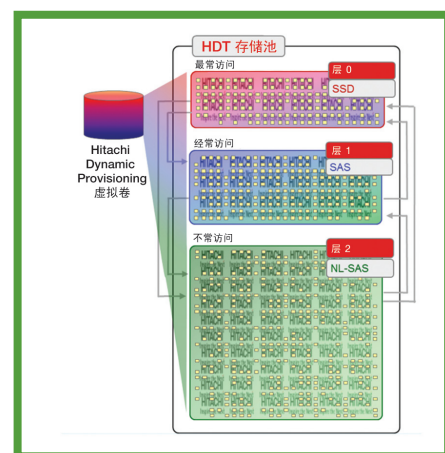 HDT 存储池
最常访问
层 0
SSD
Hitachi
Dynamic
Provisioning
虚拟卷
经常访问
层 1
SAS
不常访问
层 2
NL-SAS